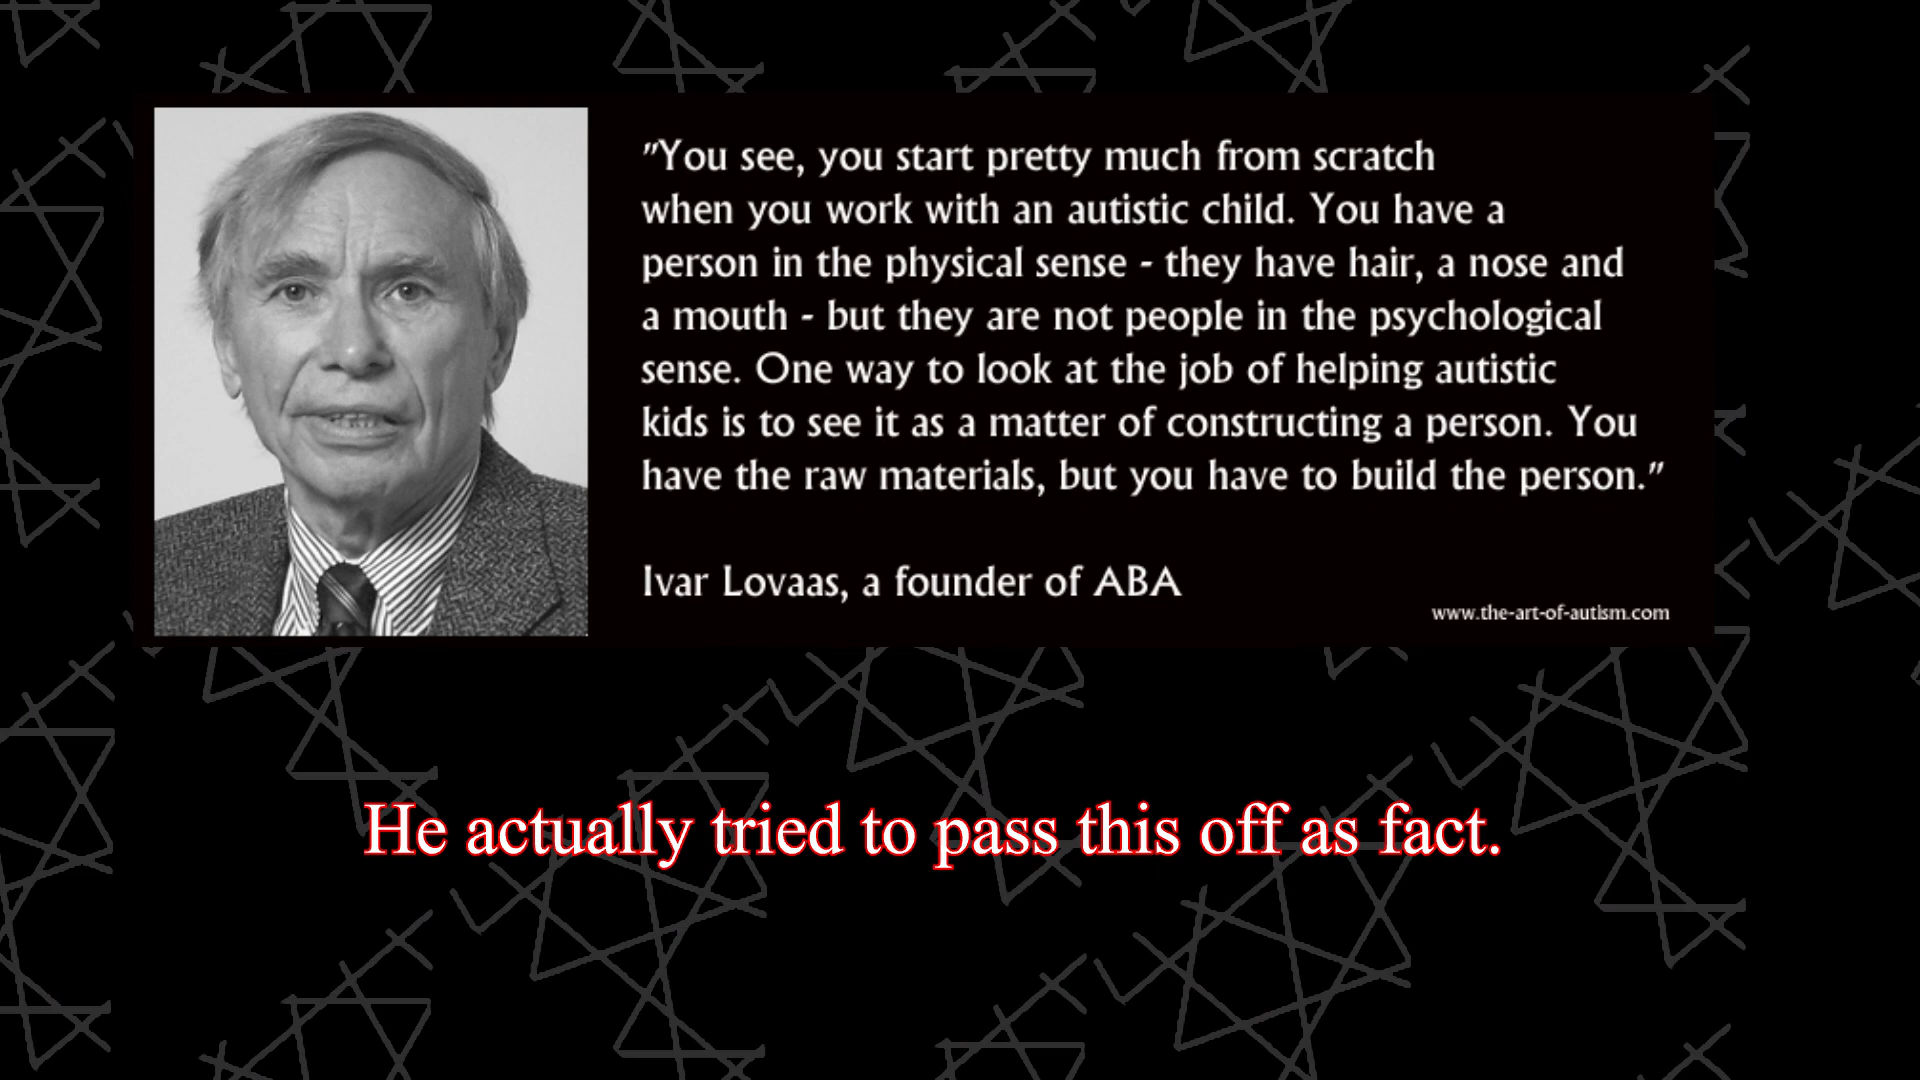 "You see, you start pretty much from scratch
when you work with an autistic child. You have a
person in the physical sense - they have hair, a nose and
a mouth - but they are not people in the psychological
sense. One way to look at the job of helping autistic
kids is to see it as a matter of constructing a person. You
have the raw materials, but you have to build the person."
Ivar Lovaas, a founder of ABA
www.the-art-of-autism.com
He actually tried to pass this off as fact.